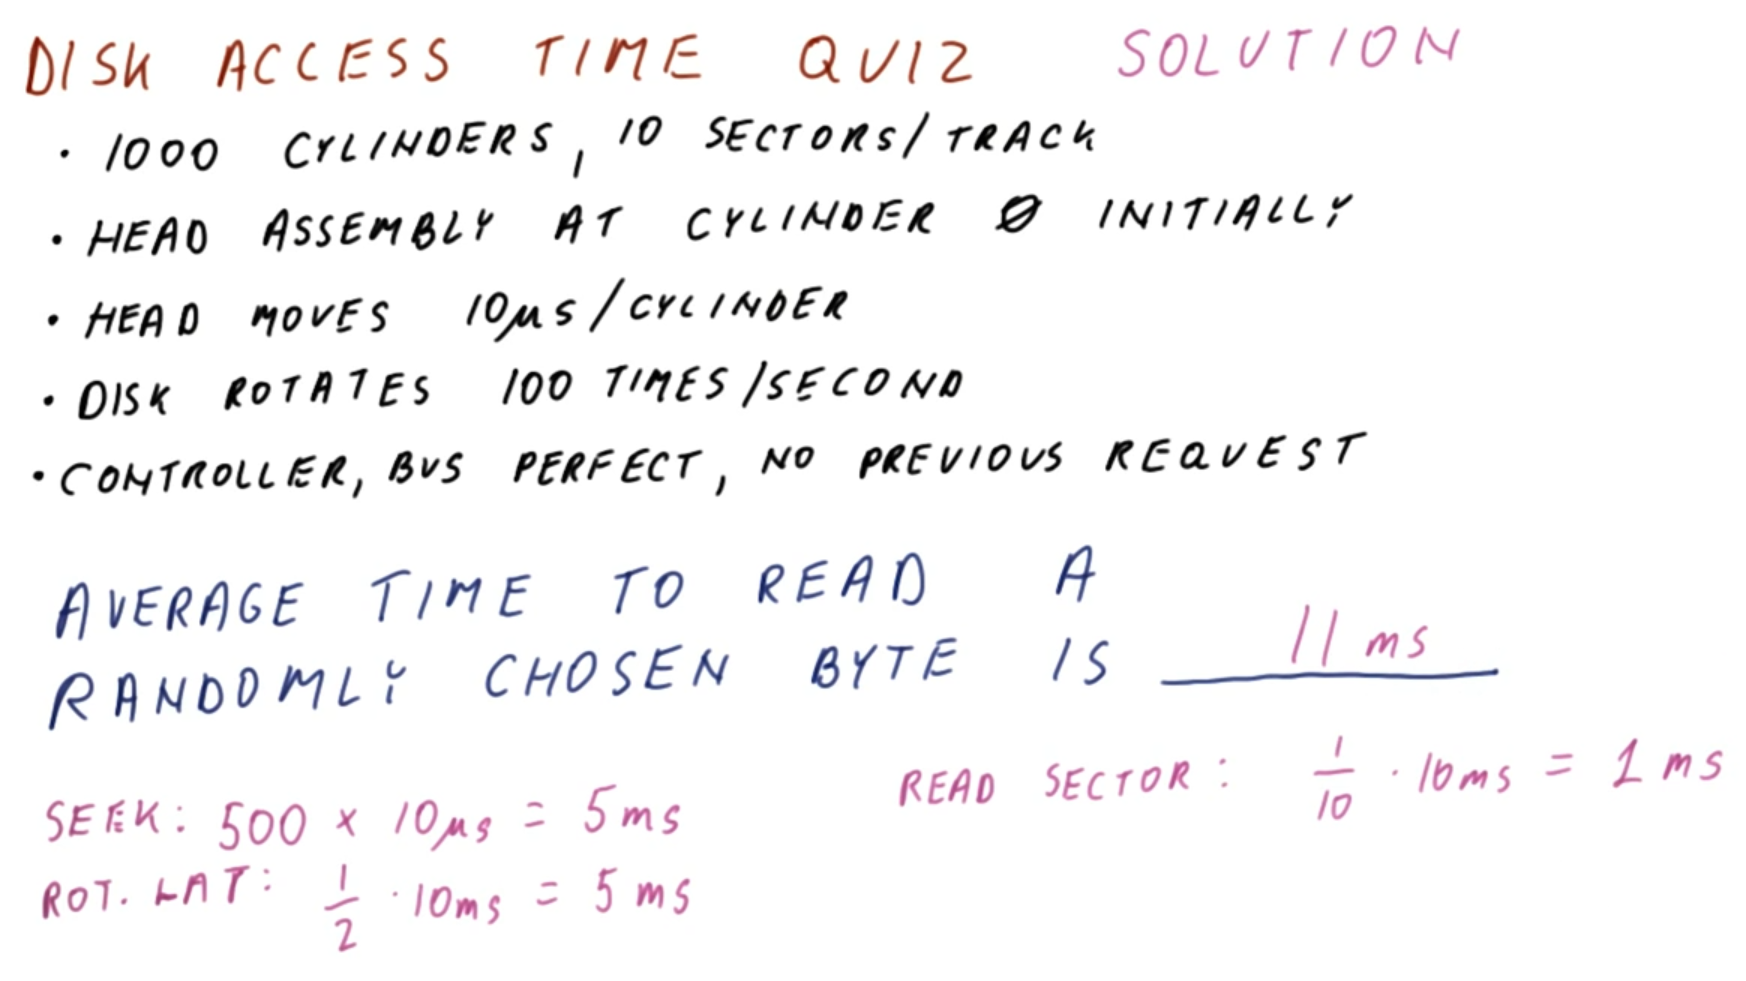 DISK ACCESS TIME QUIZ SOLUTION
• 1000 CYLINDERS, 10 SECTORS/TRACK
• HEAD ASSEMBLY AT CYLINDER 0 INITIALLY
• HEAD MOVES 10μs/CYLINDER
• DISK ROTATES 100 TIMES/SECOND
• CONTROLLER, BUS PERFECT, NO PREVIOUS REQUEST
AVERAGE TIME TO READ A
RANDOMLY CHOSEN BYTE IS 11 ms
READ SECTOR: 1/10 · 10ms = 1 ms
SEEK: 500 × 10μs = 5ms
ROT. LAT: 1/2 · 10ms = 5 ms